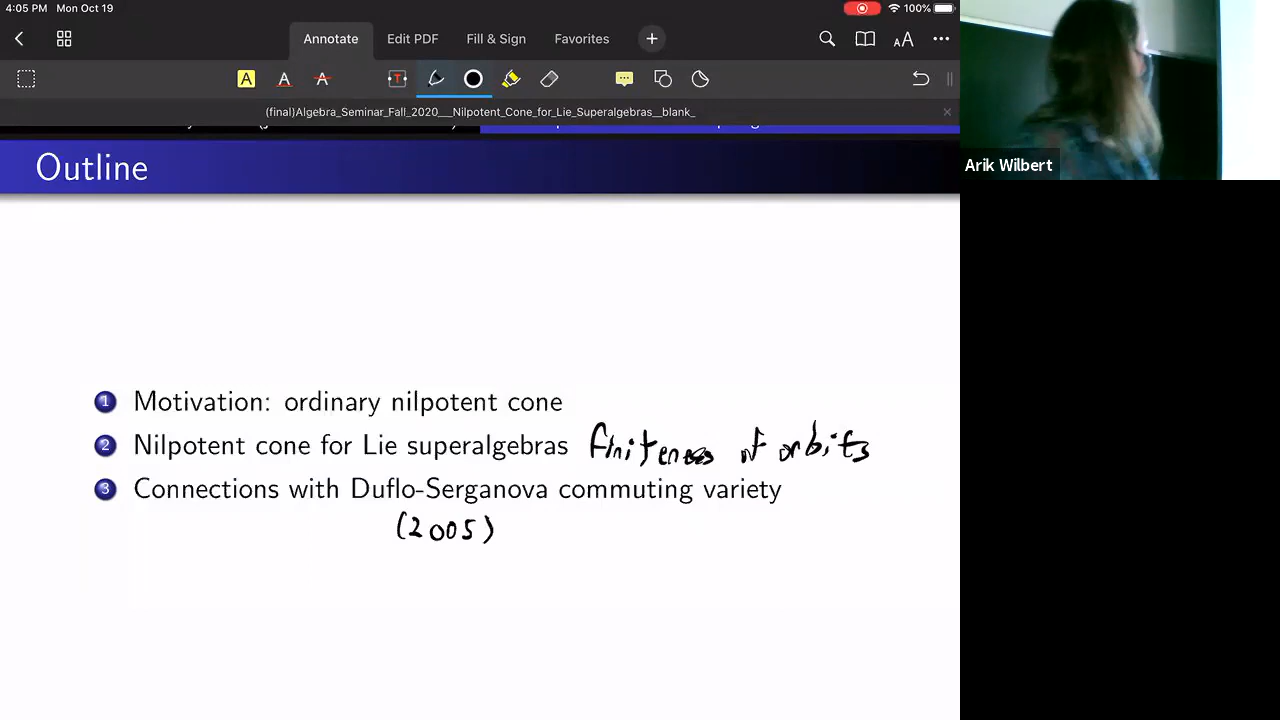 4:05 PM Mon Oct 19
100%
Annotate Edit PDF Fill & Sign Favorites
(final)Algebra_Seminar_Fall_2020___Nilpotent_Cone_for_Lie_Superalgebras__blank_
Outline
1 Motivation: ordinary nilpotent cone
2 Nilpotent cone for Lie superalgebras finiteness of orbits
3 Connections with Duflo-Serganova commuting variety
(2005)
Arik Wilbert